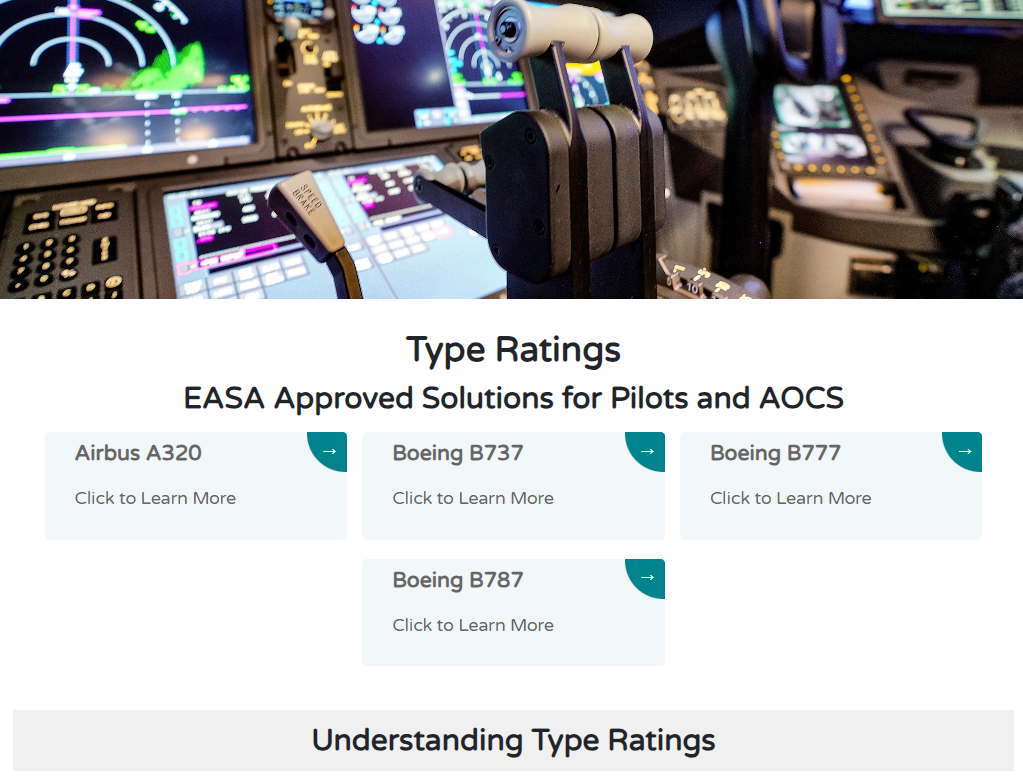 SPEED
BRAKE
10
Type Ratings
EASA Approved Solutions for Pilots and AOCS
Airbus A320
→
Click to Learn More
Boeing B737
→
Click to Learn More
Boeing B777
→
Click to Learn More
Boeing B787
→
Click to Learn More
Understanding Type Ratings